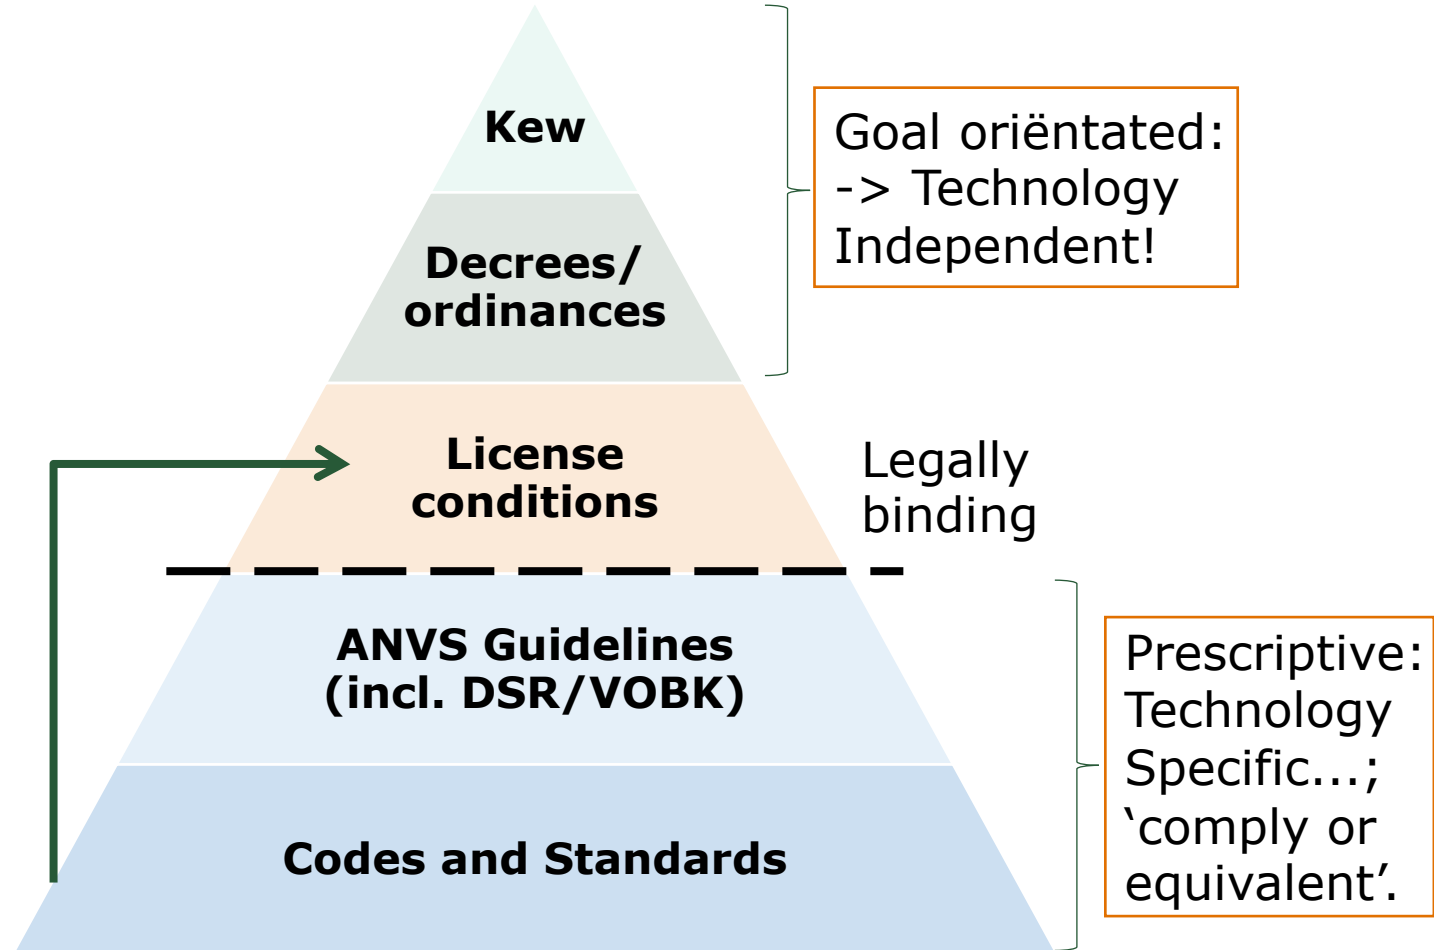 Kew
Decrees/
ordinances
Goal oriëntated:
-> Technology
Independent!
License
conditions
Legally
binding
ANVS Guidelines
(incl. DSR/VOBK)
Codes and Standards
Prescriptive:
Technology
Specific...;
‘comply or
equivalent’.